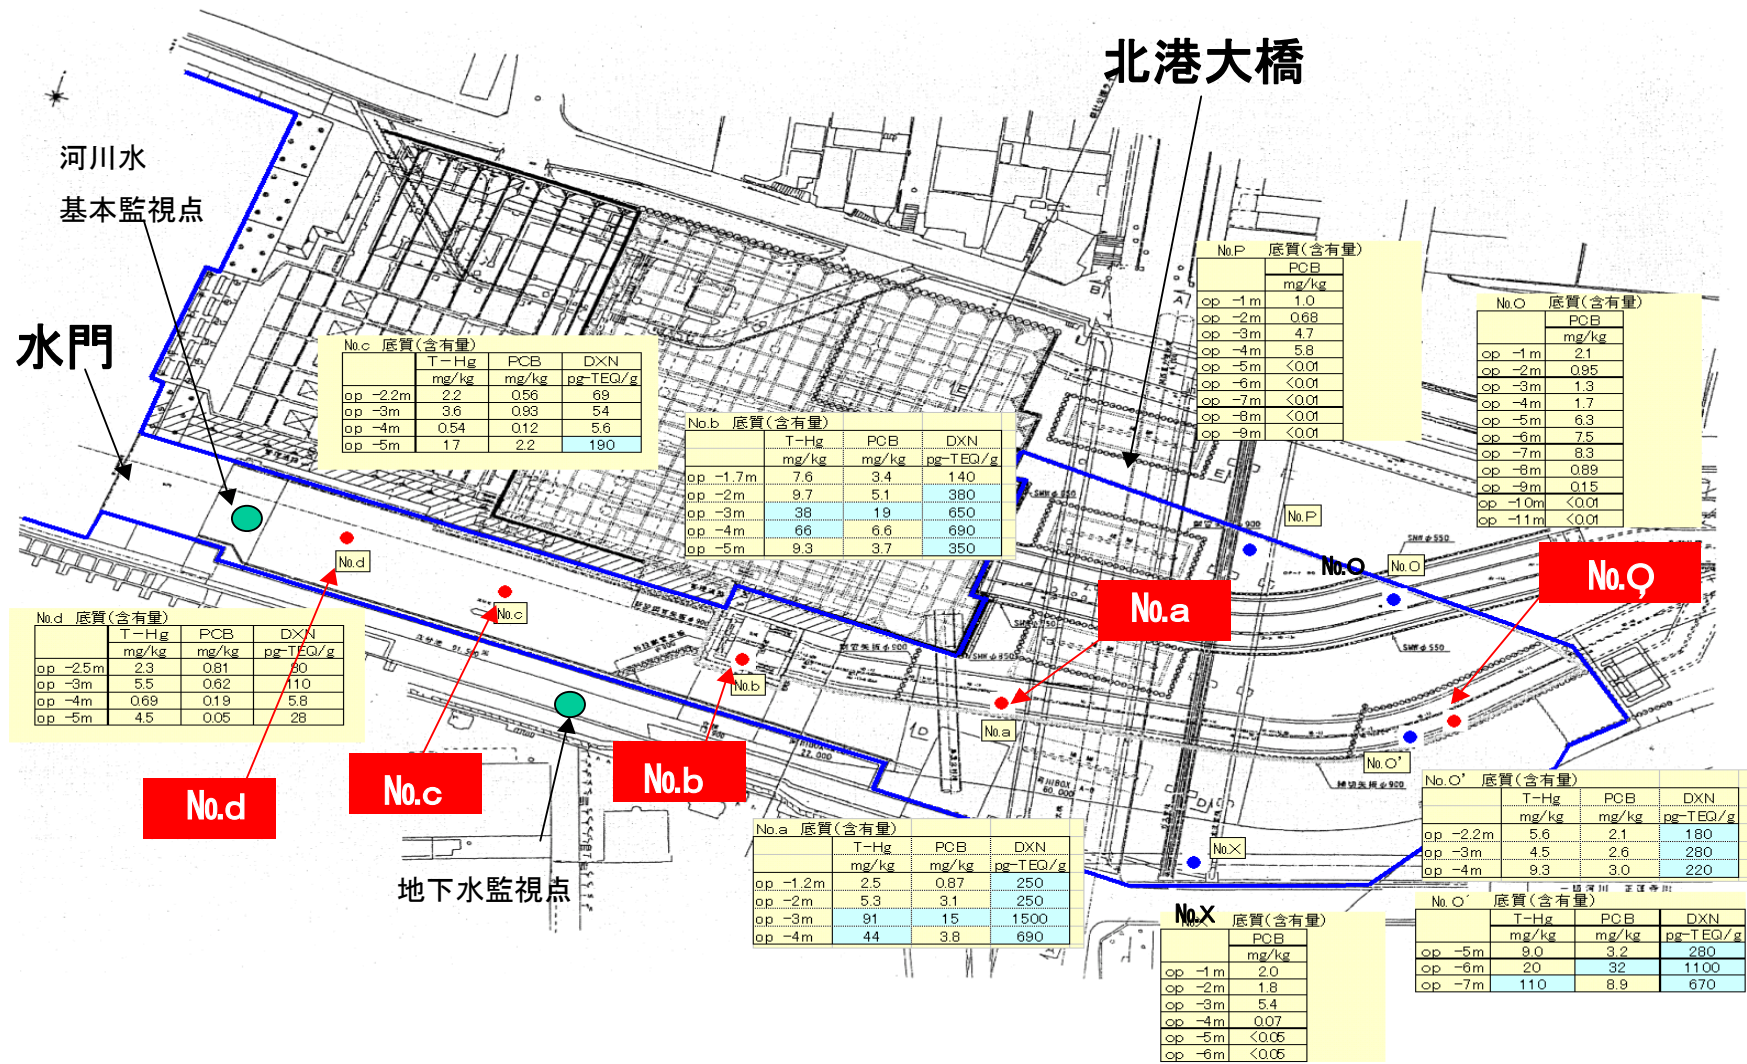 北港大橋
河川水
基本監視点
水門
No.P 底質(含有量)
PCB
mg/kg
op -1m 1.0
op -2m 0.68
op -3m 4.7
op -4m 5.8
op -5m <0.01
op -6m <0.01
op -7m <0.01
op -8m <0.01
op -9m <0.01
No.O 底質(含有量)
PCB
mg/kg
op -1m 2.1
op -2m 0.95
op -3m 1.3
op -4m 1.7
op -5m 6.3
op -6m 7.5
op -7m 8.3
op -8m 0.89
op -9m 0.15
op -10m <0.01
op -11m <0.01
No.c 底質(含有量)
T-Hg PCB DXN
mg/kg mg/kg pg-TEQ/g
op -2.2m 2.2 0.56 69
op -3m 3.6 0.93 54
op -4m 0.54 0.12 5.6
op -5m 17 2.2 190
No.b 底質(含有量)
T-Hg PCB DXN
mg/kg mg/kg pg-TEQ/g
op -1.7m 7.6 3.4 140
op -2m 9.7 5.1 380
op -3m 38 19 650
op -4m 66 6.6 690
op -5m 9.3 3.7 350
No.P
No.O
No.O
No.a
No.d
No.c
No.b
No.a
No.O'
No.X
SMW φ550
SMW φ550
No.d 底質(含有量)
T-Hg PCB DXN
mg/kg mg/kg pg-TEQ/g
op -2.5m 2.3 0.81 80
op -3m 5.5 0.62 110
op -4m 0.69 0.19 5.8
op -5m 4.5 0.05 28
No.d
No.c
No.b
地下水監視点
No.a 底質(含有量)
T-Hg PCB DXN
mg/kg mg/kg pg-TEQ/g
op -1.2m 2.5 0.87 250
op -2m 5.3 3.1 250
op -3m 91 15 1500
op -4m 44 3.8 690
No.O' 底質(含有量)
T-Hg PCB DXN
mg/kg mg/kg pg-TEQ/g
op -2.2m 5.6 2.1 180
op -3m 4.5 2.6 280
op -4m 9.3 3.0 220
No.O' 底質(含有量)
T-Hg PCB DXN
mg/kg mg/kg pg-TEQ/g
op -5m 9.0 3.2 280
op -6m 20 32 1100
op -7m 110 8.9 670
No.X 底質(含有量)
PCB
mg/kg
op -1m 2.0
op -2m 1.8
op -3m 5.4
op -4m 0.07
op -5m <0.05
op -6m <0.05